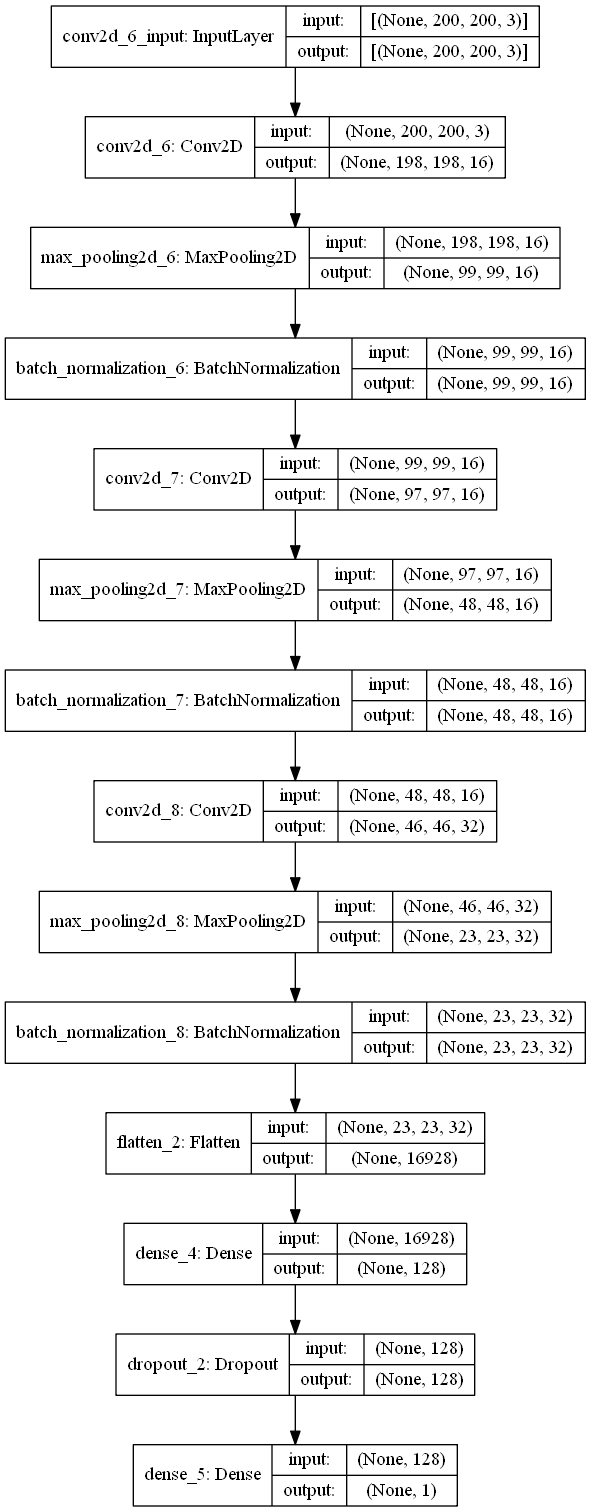 conv2d_6_input: InputLayer input: [(None, 200, 200, 3)]
output: [(None, 200, 200, 3)]
conv2d_6: Conv2D input: (None, 200, 200, 3)
output: (None, 198, 198, 16)
max_pooling2d_6: MaxPooling2D input: (None, 198, 198, 16)
output: (None, 99, 99, 16)
batch_normalization_6: BatchNormalization input: (None, 99, 99, 16)
output: (None, 99, 99, 16)
conv2d_7: Conv2D input: (None, 99, 99, 16)
output: (None, 97, 97, 16)
max_pooling2d_7: MaxPooling2D input: (None, 97, 97, 16)
output: (None, 48, 48, 16)
batch_normalization_7: BatchNormalization input: (None, 48, 48, 16)
output: (None, 48, 48, 16)
conv2d_8: Conv2D input: (None, 48, 48, 16)
output: (None, 46, 46, 32)
max_pooling2d_8: MaxPooling2D input: (None, 46, 46, 32)
output: (None, 23, 23, 32)
batch_normalization_8: BatchNormalization input: (None, 23, 23, 32)
output: (None, 23, 23, 32)
flatten_2: Flatten input: (None, 23, 23, 32)
output: (None, 16928)
dense_4: Dense input: (None, 16928)
output: (None, 128)
dropout_2: Dropout input: (None, 128)
output: (None, 128)
dense_5: Dense input: (None, 128)
output: (None, 1)